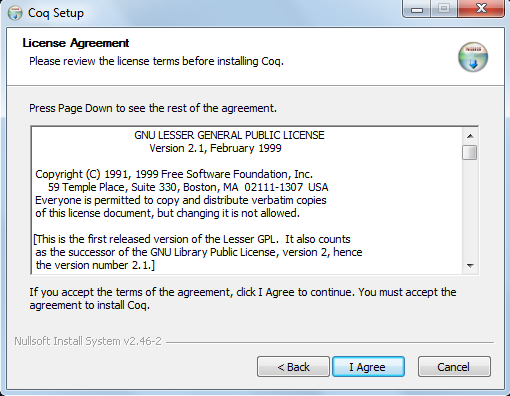 Coq Setup
License Agreement
Please review the license terms before installing Coq.
Press Page Down to see the rest of the agreement.
GNU LESSER GENERAL PUBLIC LICENSE
Version 2.1, February 1999
Copyright (C) 1991, 1999 Free Software Foundation, Inc.
59 Temple Place, Suite 330, Boston, MA  02111-1307  USA
Everyone is permitted to copy and distribute verbatim copies
of this license document, but changing it is not allowed.
[This is the first released version of the Lesser GPL.  It also counts
as the successor of the GNU Library Public License, version 2, hence
the version number 2.1.]
If you accept the terms of the agreement, click I Agree to continue. You must accept the
agreement to install Coq.
Nullsoft Install System v2.46-2
< Back
I Agree
Cancel